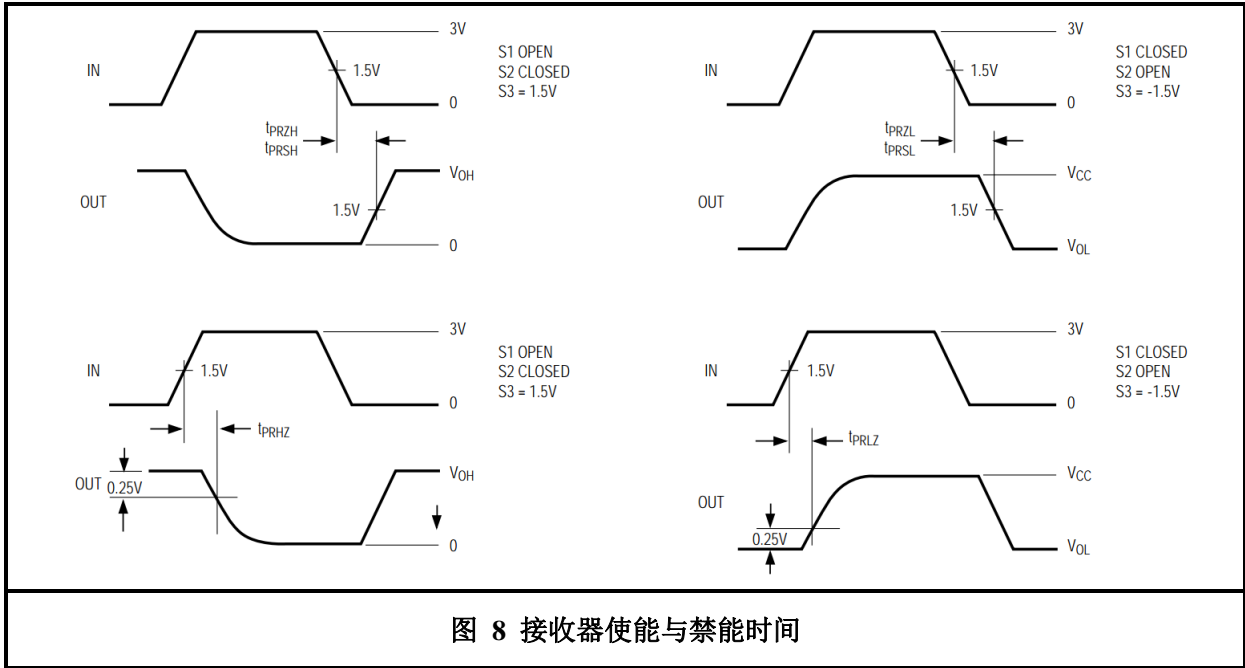 3V
S1 OPEN
S2 CLOSED
S3 = 1.5V
IN
1.5V
0
tPRZH
tPRSH
VOH
OUT
1.5V
0
3V
S1 CLOSED
S2 OPEN
S3 = -1.5V
IN
1.5V
0
tPRZL
tPRSL
VCC
OUT
1.5V
VOL
3V
S1 OPEN
S2 CLOSED
S3 = 1.5V
IN
1.5V
0
tPRHZ
VOH
OUT
0.25V
0
3V
S1 CLOSED
S2 OPEN
S3 = -1.5V
IN
1.5V
0
tPRLZ
VCC
OUT
0.25V
VOL
图 8 接收器使能与禁能时间